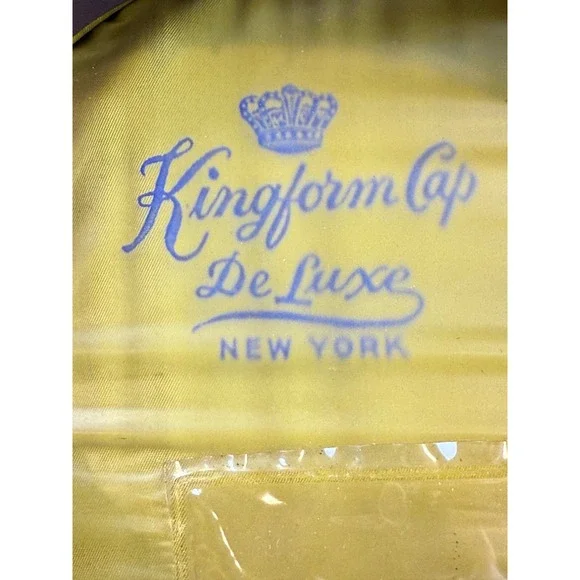 Kingform Cap
De Luxe
NEW YORK